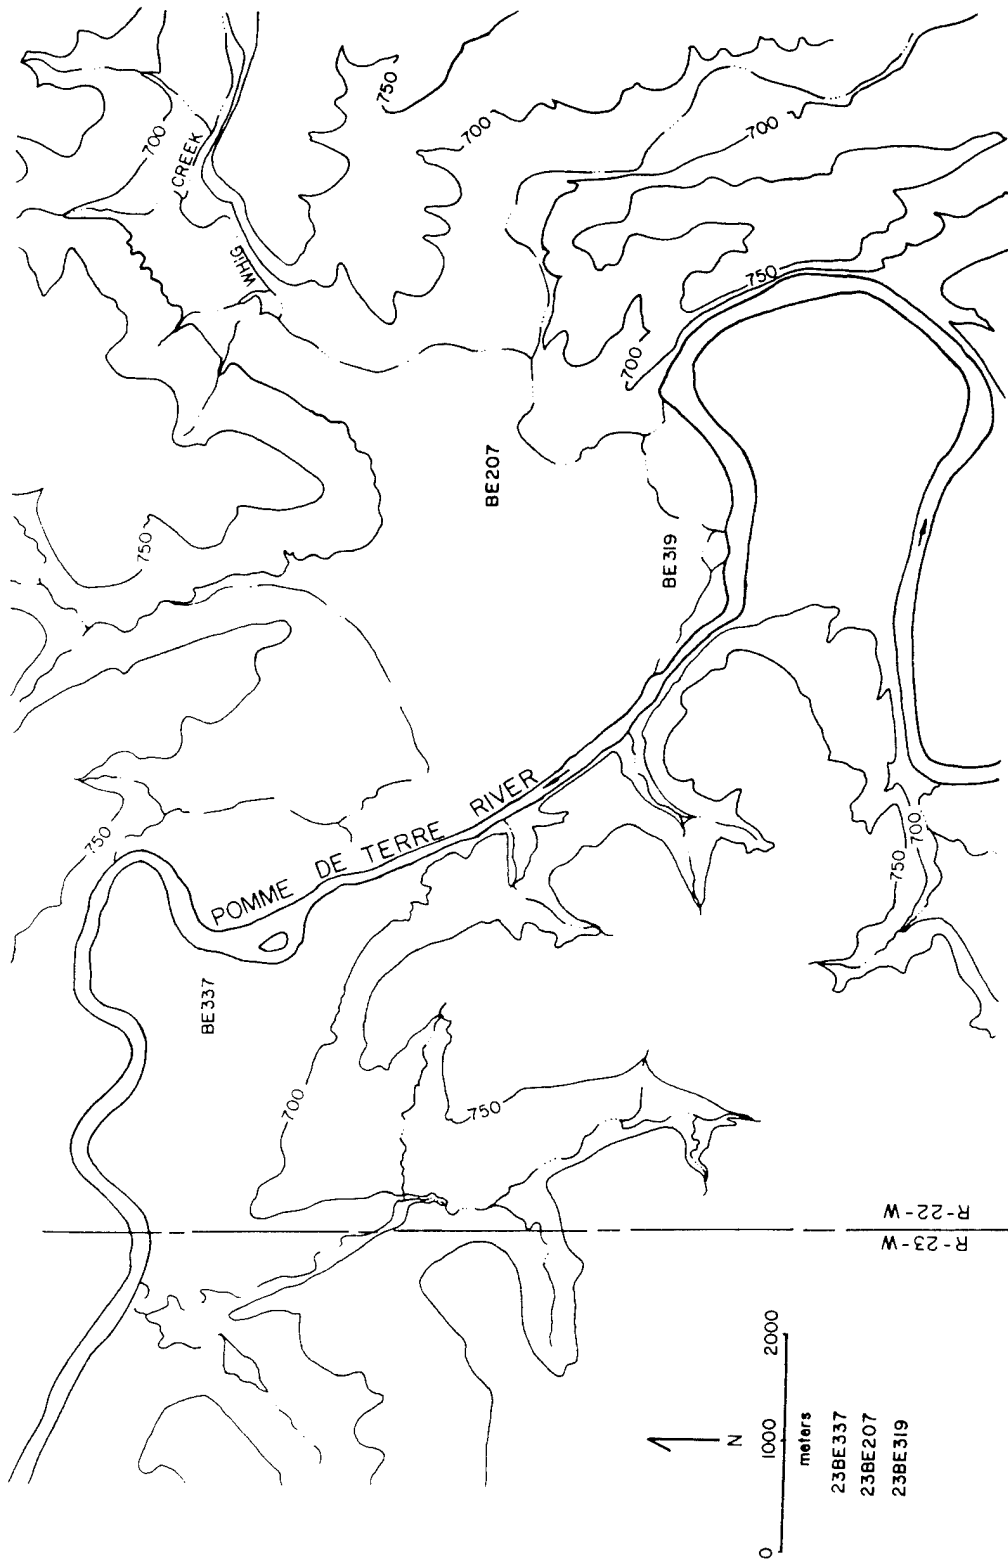 750
700
CREEK
WHIG
750
700
700
750
700
BE207
BE319
750
750
POMME DE TERRE RIVER
BE337
700
750
750
700
R-22-W
R-23-W
N
0 1000 2000
meters
23BE337
23BE207
23BE319